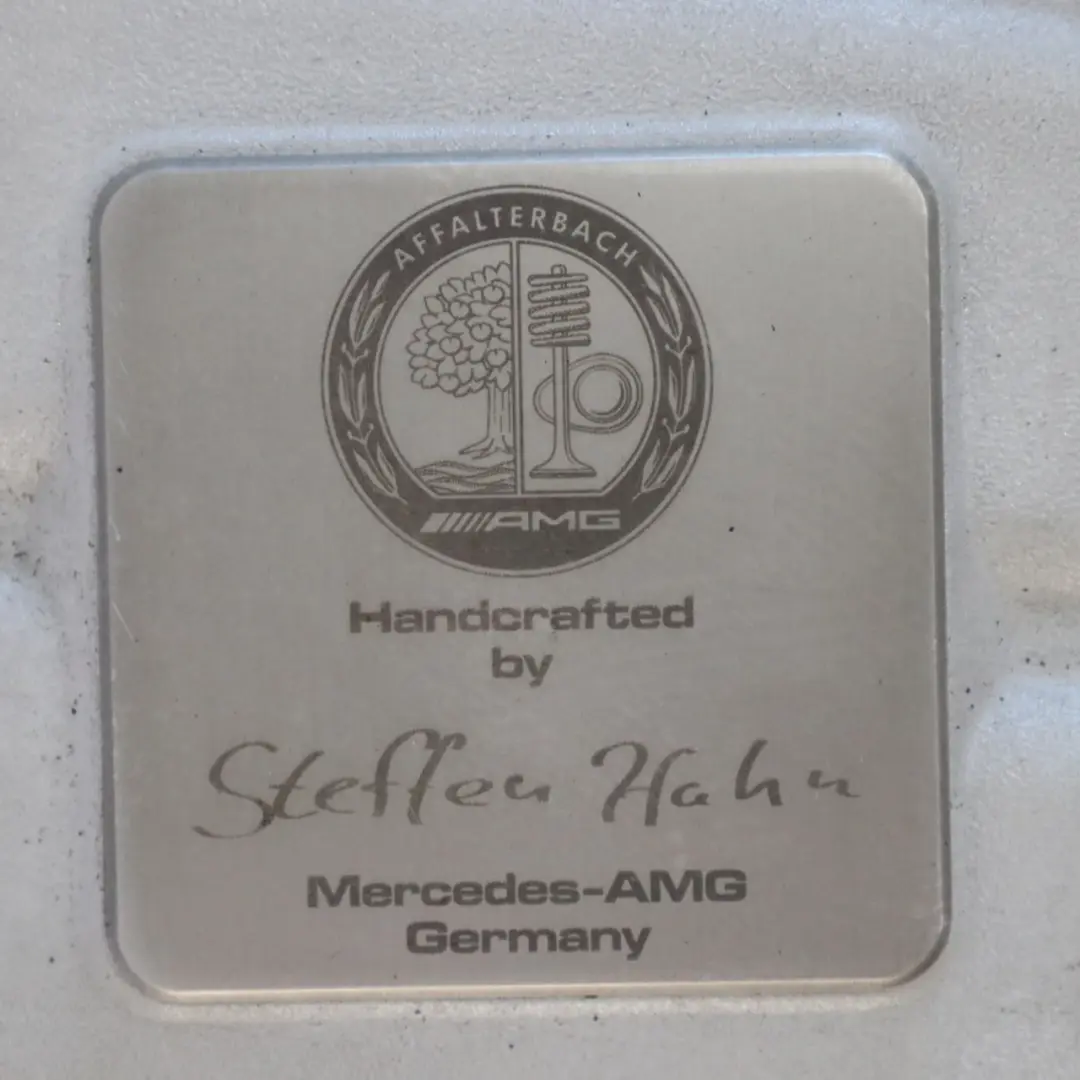 AFFALTERBACH
AMG
Handcrafted
by
Steffen Hahn
Mercedes-AMG
Germany